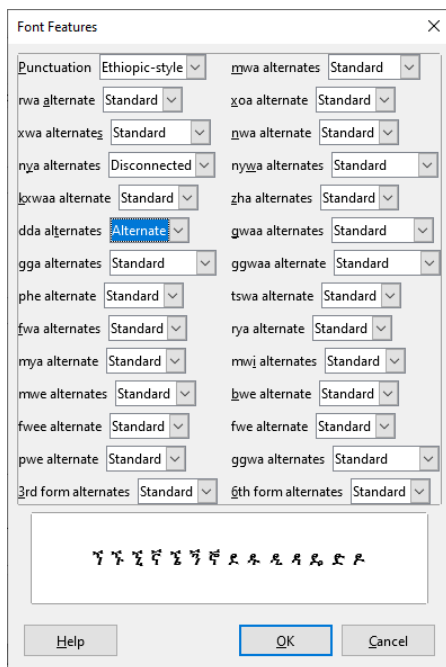 Font Features
Punctuation Ethiopic-style mwa alternates Standard
rwa alternate Standard xoa alternate Standard
xwa alternates Standard nwa alternate Standard
nya alternates Disconnected nywa alternates Standard
kxwaa alternate Standard zha alternates Standard
dda alternates Alternate gwaa alternates Standard
gga alternates Standard ggwaa alternate Standard
phe alternate Standard tswa alternate Standard
fwa alternates Standard rya alternate Standard
mya alternate Standard mwi alternates Standard
mwe alternates Standard bwe alternate Standard
fwee alternate Standard fwe alternate Standard
pwe alternate Standard ggwa alternates Standard
3rd form alternates Standard 6th form alternates Standard
ኘ ኙ ኚ ኛ ኜ ኝ ኞ ዸ ዹ ዺ ዻ ዼ ዽ ዾ
Help OK Cancel